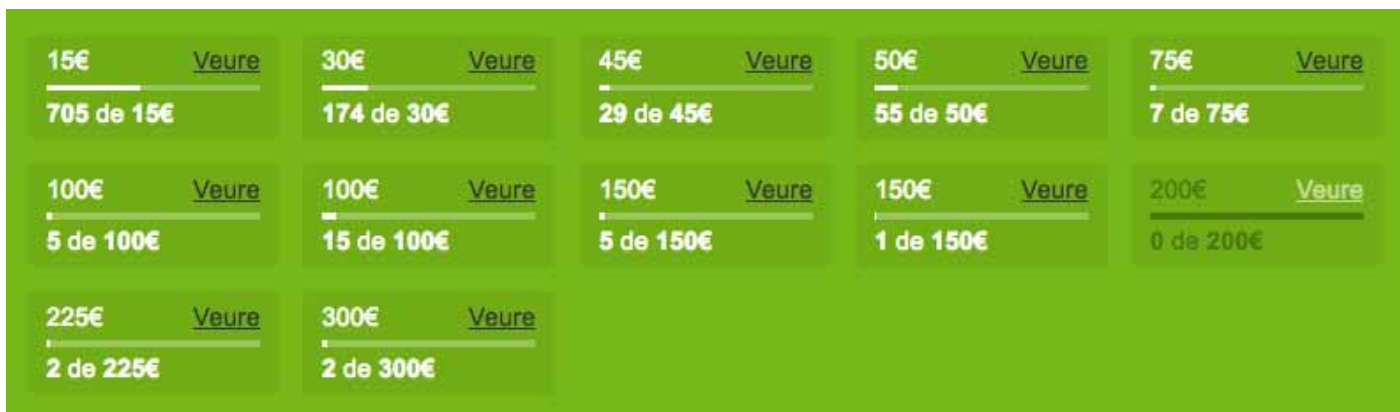 15€ Veure 30€ Veure 45€ Veure 50€ Veure 75€ Veure
705 de 15€ 174 de 30€ 29 de 45€ 55 de 50€ 7 de 75€
100€ Veure 100€ Veure 150€ Veure 150€ Veure 200€ Veure
5 de 100€ 15 de 100€ 5 de 150€ 1 de 150€ 0 de 200€
225€ Veure 300€ Veure
2 de 225€ 2 de 300€